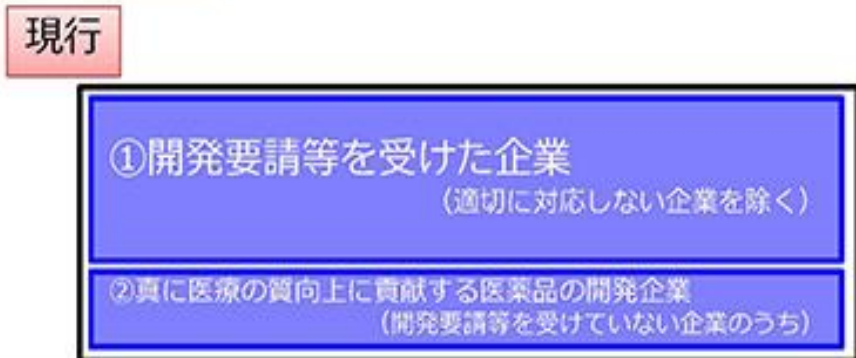 現行
①開発要請等を受けた企業
（適切に対応しない企業を除く）
②真に医療の質向上に貢献する医薬品の開発企業
（開発要請等を受けていない企業のうち）